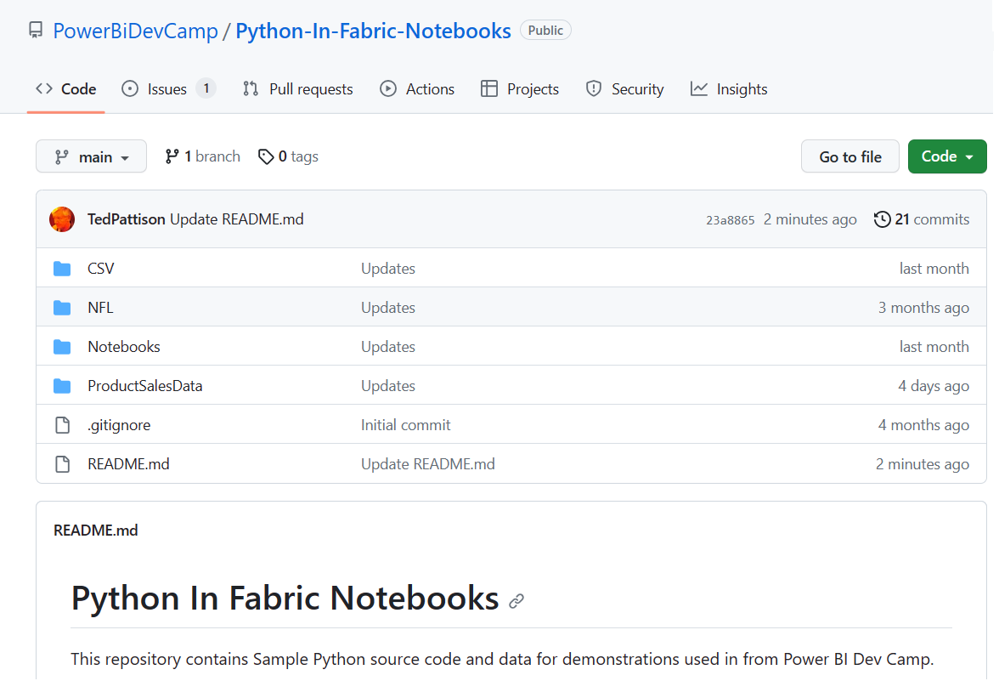 PowerBiDevCamp / Python-In-Fabric-Notebooks Public
Code Issues 1 Pull requests Actions Projects Security Insights
main 1 branch 0 tags Go to file Code
TedPattison Update README.md 23a8865 2 minutes ago 21 commits
CSV Updates last month
NFL Updates 3 months ago
Notebooks Updates last month
ProductSalesData Updates 4 days ago
.gitignore Initial commit 4 months ago
README.md Update README.md 2 minutes ago
README.md
Python In Fabric Notebooks
This repository contains Sample Python source code and data for demonstrations used in from Power BI Dev Camp.